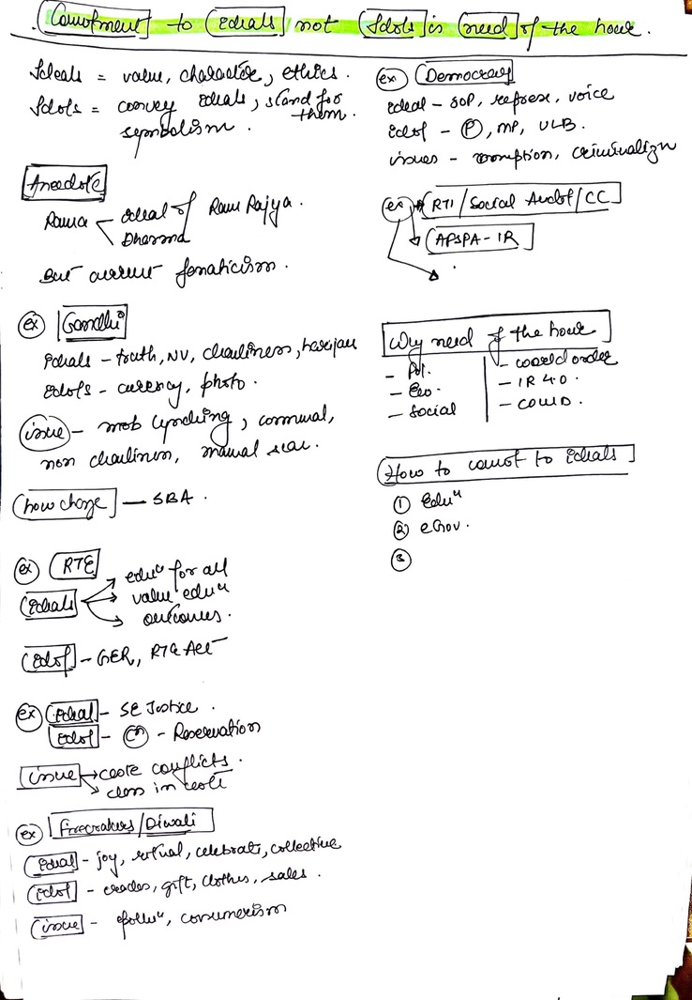 Commitment to Ideals not Idols is need of the hour.
Ideals = value, character, ethics.
Idols = convey ideals, stand for them.
symbolism.
Anecdote
Rama - ideal of Ram Rajya.
Dharma
But current fanaticism.
ex Gandhi
Ideals - truth, NV, cleanliness, harijan
Idols - currency, photo.
issue - mob lynching, communal,
non cleanliness, manual scav.
how change - SBA.
ex RTE
Ideals
eduⁿ for all
value eduⁿ
outcomes.
Idol - GER, RTE Act
ex Ideal - SE Justice.
Idol - Cⁿ - Reservation
issue → caste conflicts.
class in caste
ex Firecrakers/Diwali
Ideal - joy, ritual, celebrate, collective
Idol - crackers, gift, clothes, sales.
issue - polluⁿ, consumerism
ex Democracy
ideal - SOP, represe, voice
idol - P, MP, ULB.
issues - corruption, criminalizn
ex → RTI/Social Audit/CC
AFSPA - IR
Why need of the hour
- Pol.
- Eco.
- Social
- world order
- IR 4.0
- COVID.
How to commit to ideals
① Eduⁿ
② eGov.
③